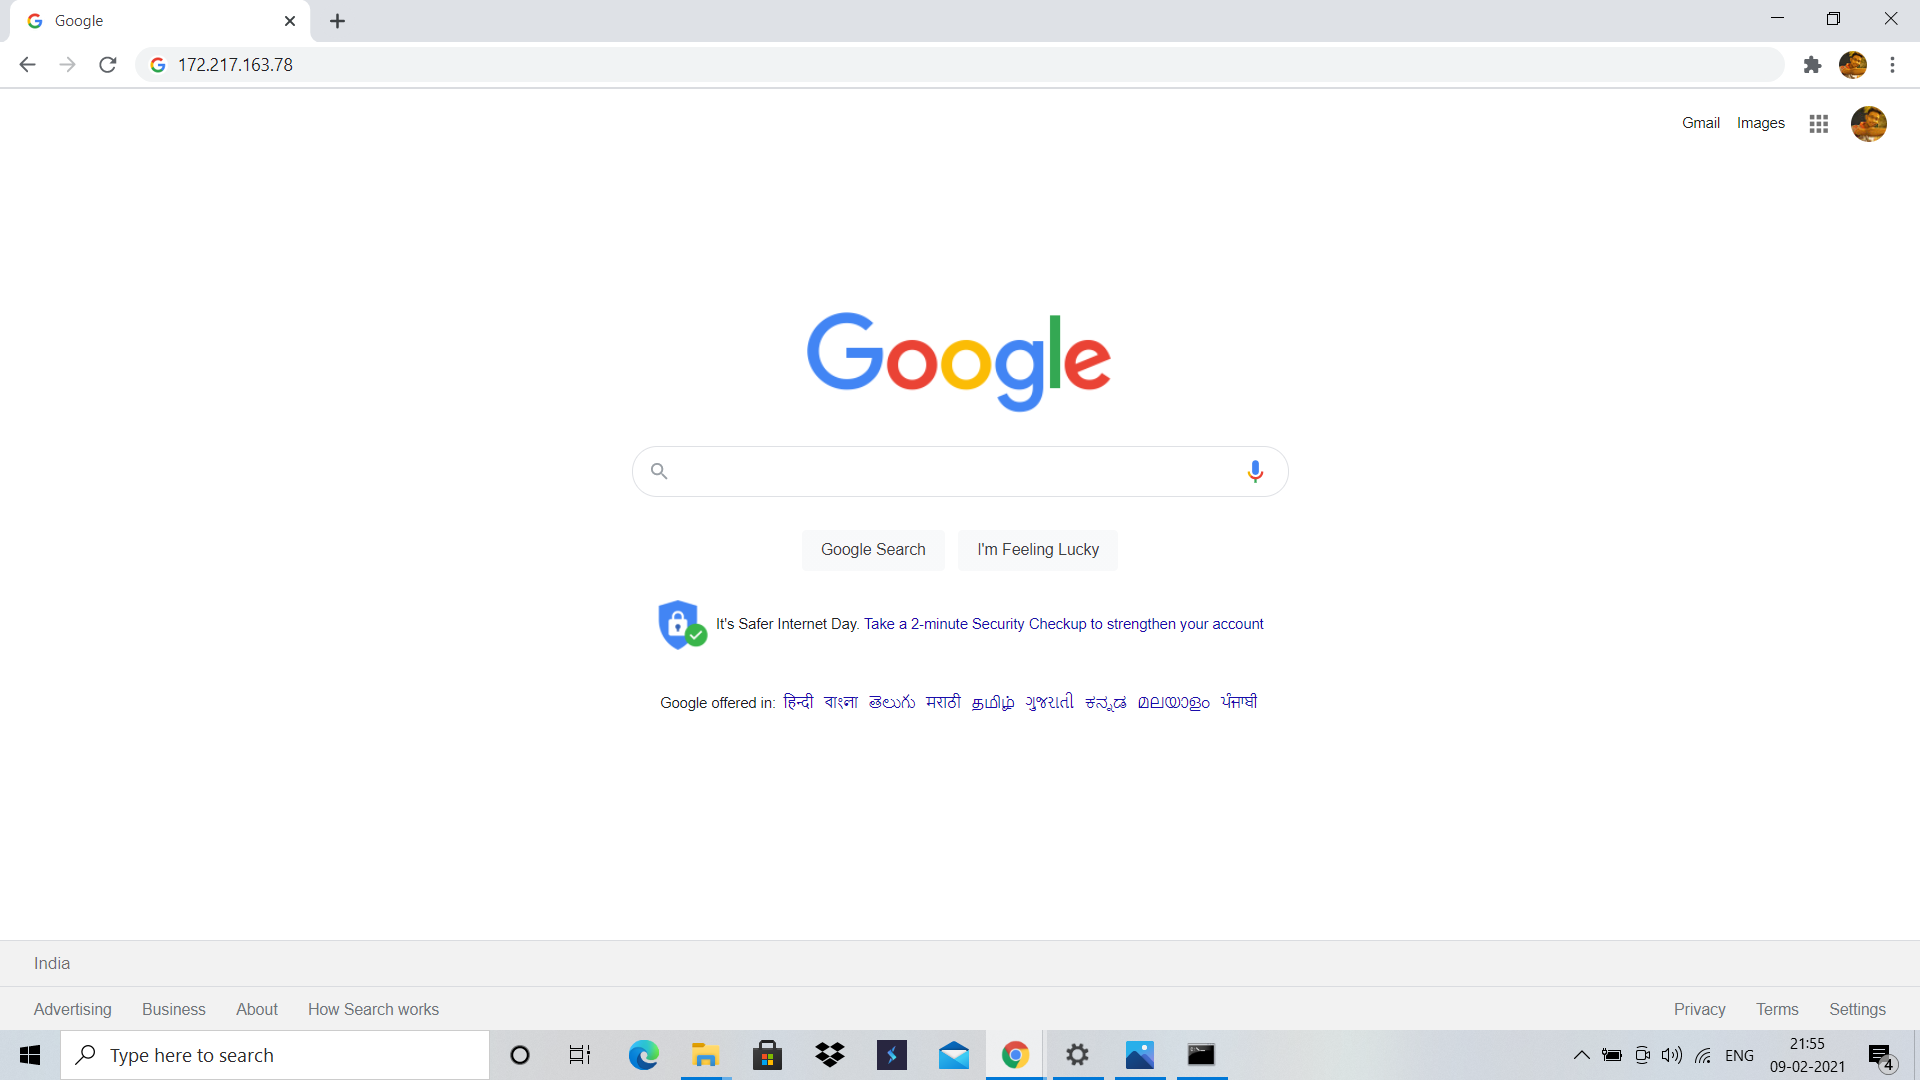 Google
172.217.163.78
Gmail Images
Google
Google Search I'm Feeling Lucky
It's Safer Internet Day. Take a 2-minute Security Checkup to strengthen your account
Google offered in: हिन्दी বাংলা తెలుగు मराठी தமிழ் ગુજરાતી ಕನ್ನಡ മലയാളം ਪੰਜਾਬੀ
India
Advertising Business About How Search works Privacy Terms Settings
Type here to search ENG 21:55
09-02-2021 4